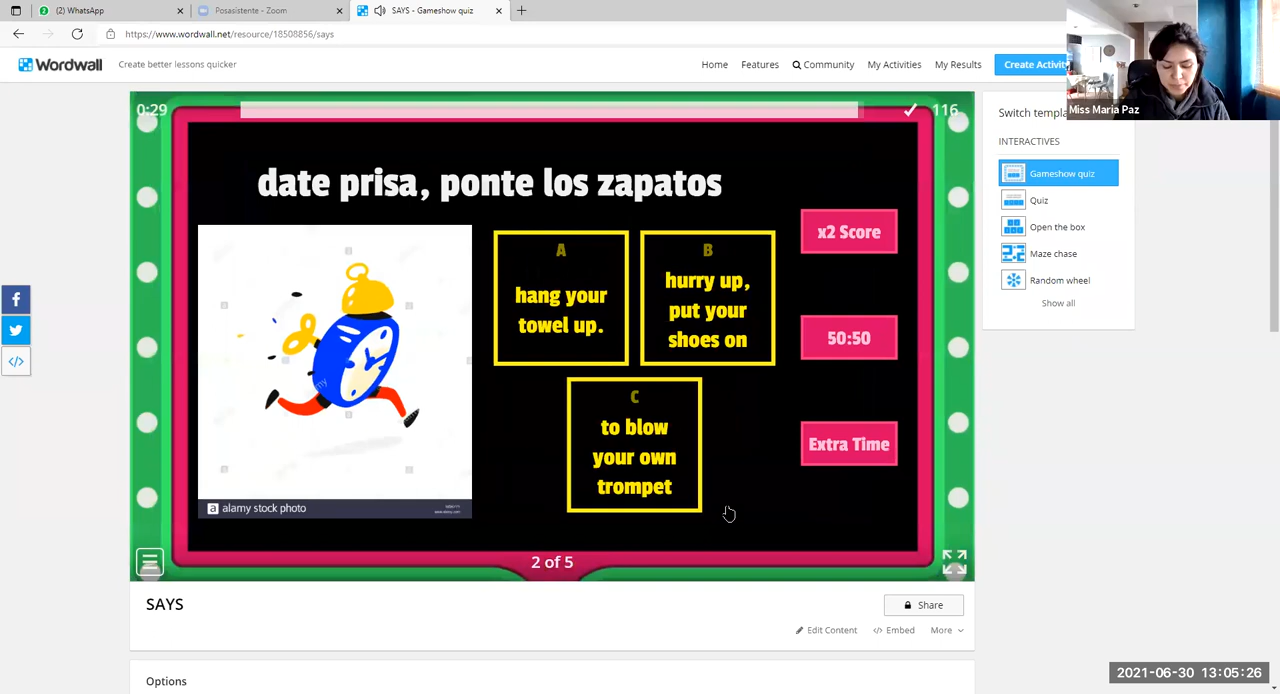 (2) WhatsApp
Posasistente - Zoom
SAYS - Gameshow quiz
https://www.wordwall.net/resource/18508856/says
Wordwall
Create better lessons quicker
Home
Features
Community
My Activities
My Results
Create Activity
Miss Maria Paz
0:29
116
date prisa, ponte los zapatos
A
hang your
towel up.
B
hurry up,
put your
shoes on
C
to blow
your own
trompet
x2 Score
50:50
Extra Time
a alamy stock photo
2 of 5
Switch templa
INTERACTIVES
Gameshow quiz
Quiz
Open the box
Maze chase
Random wheel
Show all
SAYS
Share
Edit Content
Embed
More
Options
2021-06-30 13:05:26